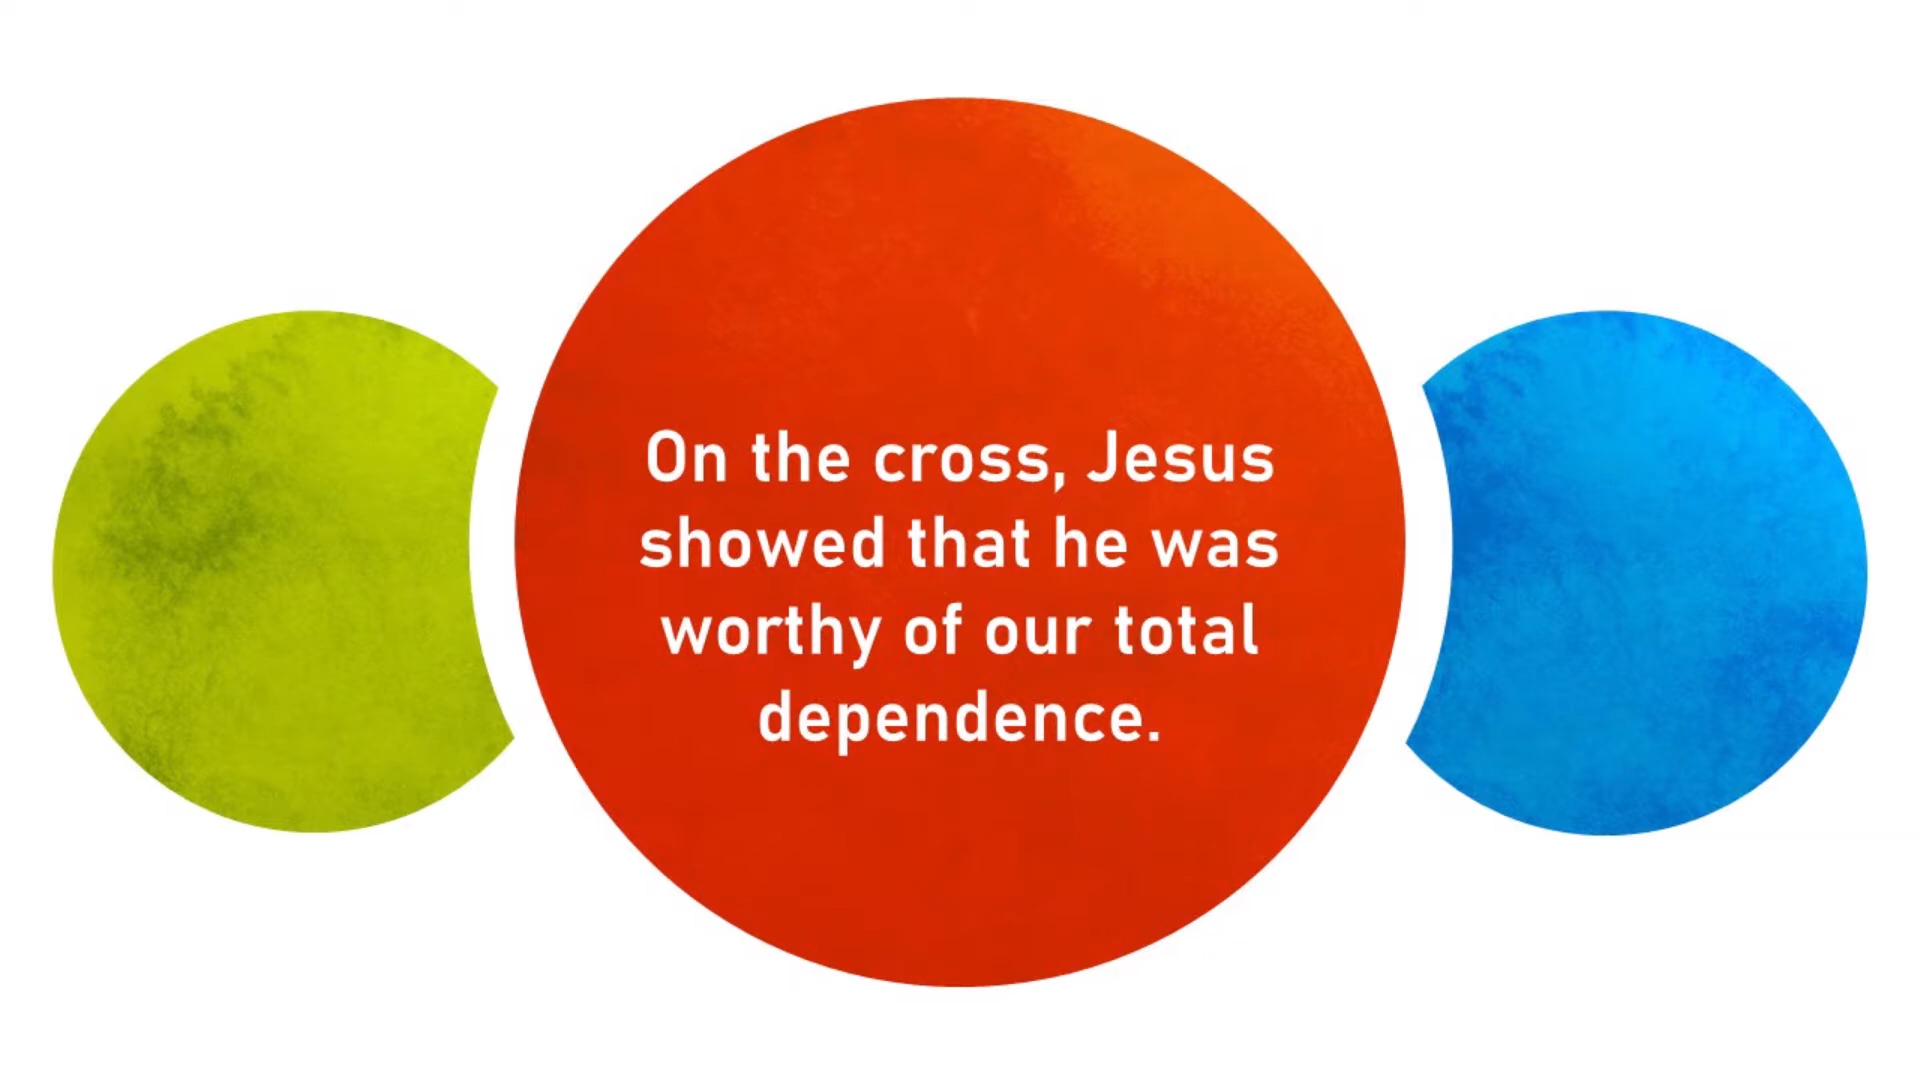 On the cross, Jesus
showed that he was
worthy of our total
dependence.